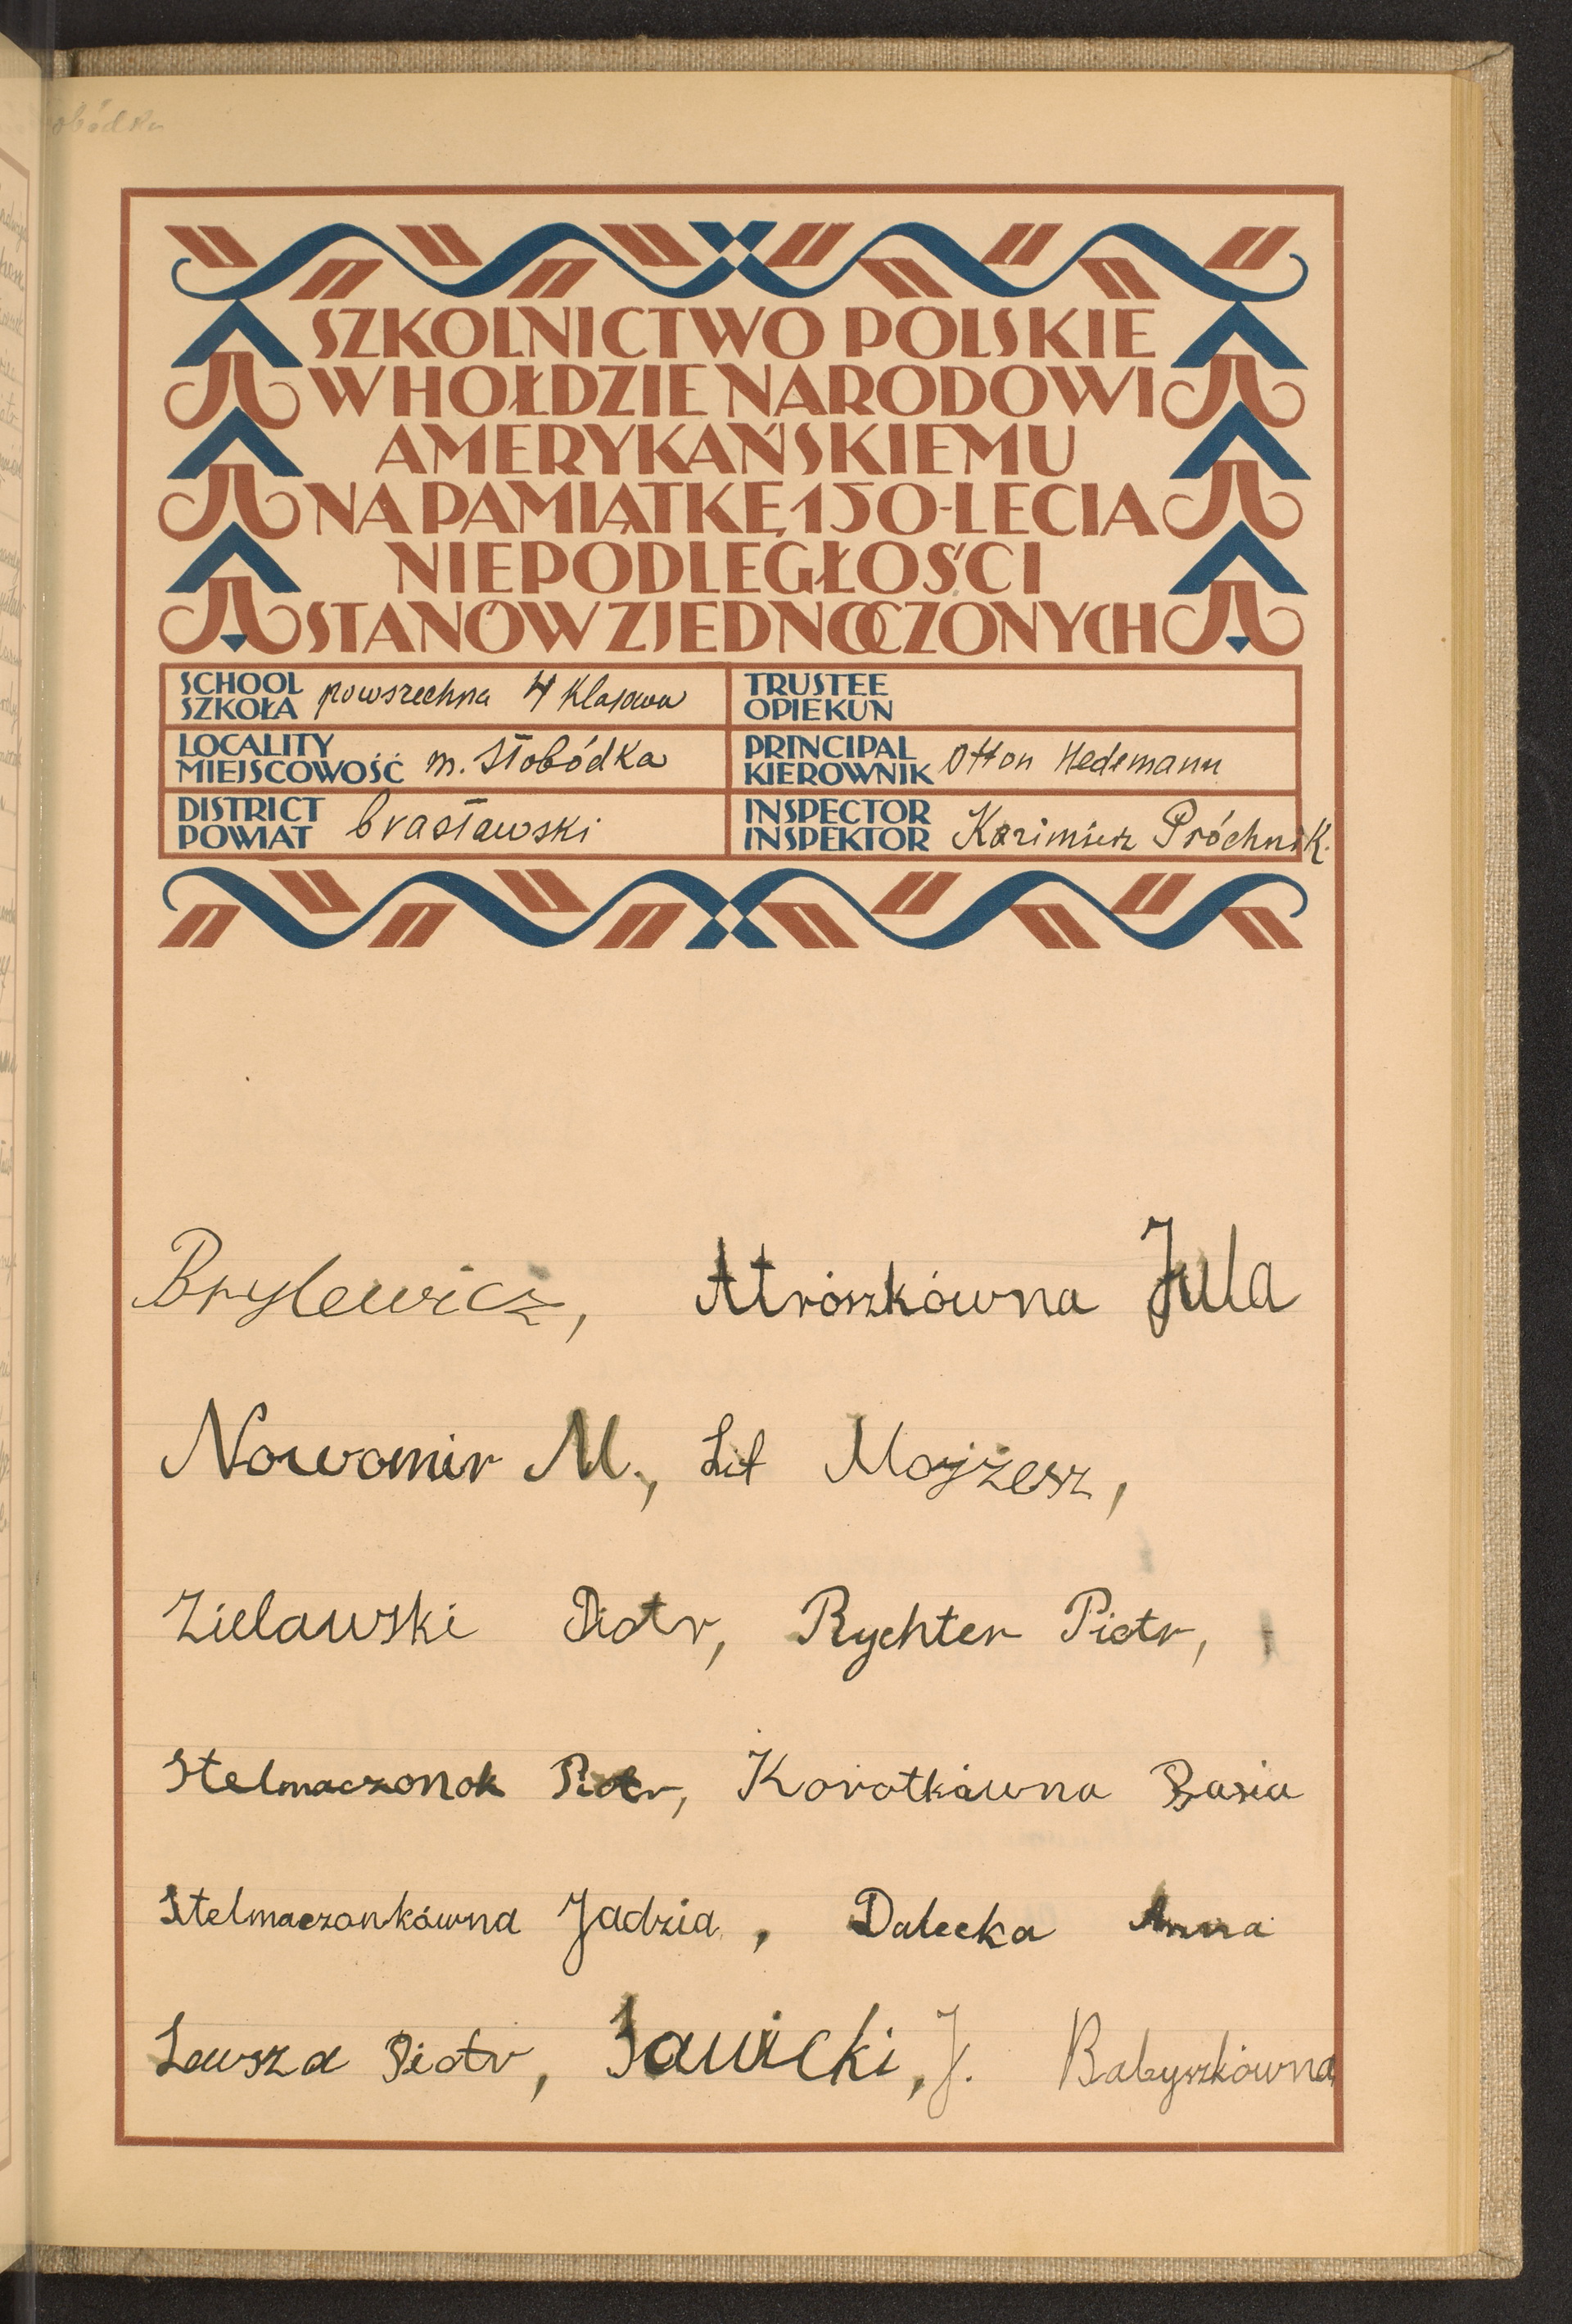 SZKOLNICTWO POLSKIE
W HOŁDZIE NARODOWI
AMERYKAŃSKIEMU
NA PAMIĄTKĘ 150-LECIA
NIEPODLEGŁOŚCI
STANÓW ZJEDNOCZONYCH
SCHOOL
SZKOŁA powszechna 4 klasowa
TRUSTEE
OPIEKUN
LOCALITY
MIEJSCOWOŚĆ m. Słobódka
PRINCIPAL
KIEROWNIK Otton Hedemann
DISTRICT
POWIAT brasławski
INSPECTOR
INSPEKTOR Kazimierz Próchnik.
Brylewicz, Atroszkówna Jula
Nowomir M., Lit Mojżesz,
Zielawski Piotr, Rychter Piotr,
Stelmaczonok Piotr, Korotkówna Basia
Stelmaczonkówna Jadzia, Dalecka Anna
Lawsza Piotr, Sawicki, J. Babyszkówna